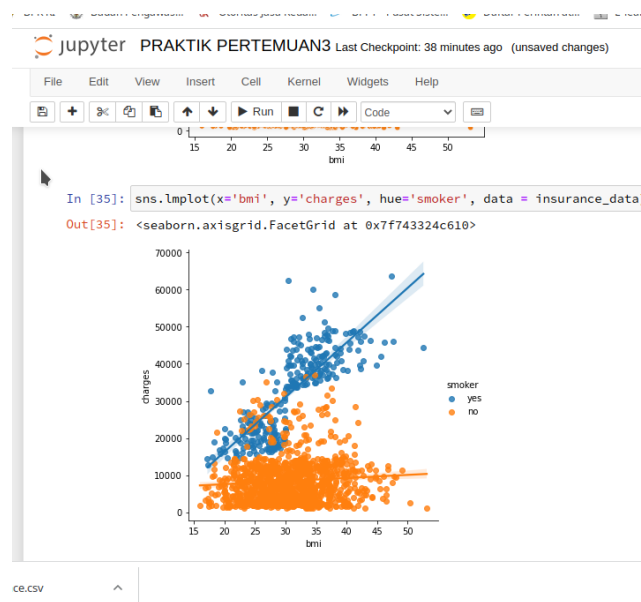 jupyter PRAKTIK PERTEMUAN3 Last Checkpoint: 38 minutes ago (unsaved changes)
File Edit View Insert Cell Kernel Widgets Help
Run Code
0
15 20 25 30 35 40 45 50
bmi
In [35]: sns.lmplot(x='bmi', y='charges', hue='smoker', data = insurance_data
Out[35]: <seaborn.axisgrid.FacetGrid at 0x7f743324c610>
70000
60000
50000
40000
30000
20000
10000
0
charges
smoker
yes
no
15 20 25 30 35 40 45 50
bmi
ce.csv